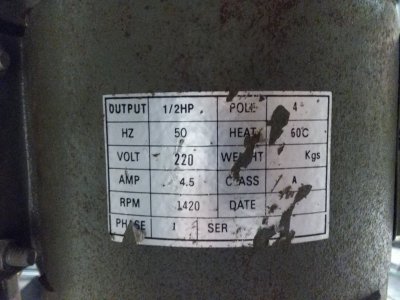 OUTPUT 1/2HP POLE 4
HZ 50 HEAT 60℃
VOLT 220 WEIGHT Kgs
AMP 4.5 CLASS A
RPM 1420 DATE
PHASE 1 SER